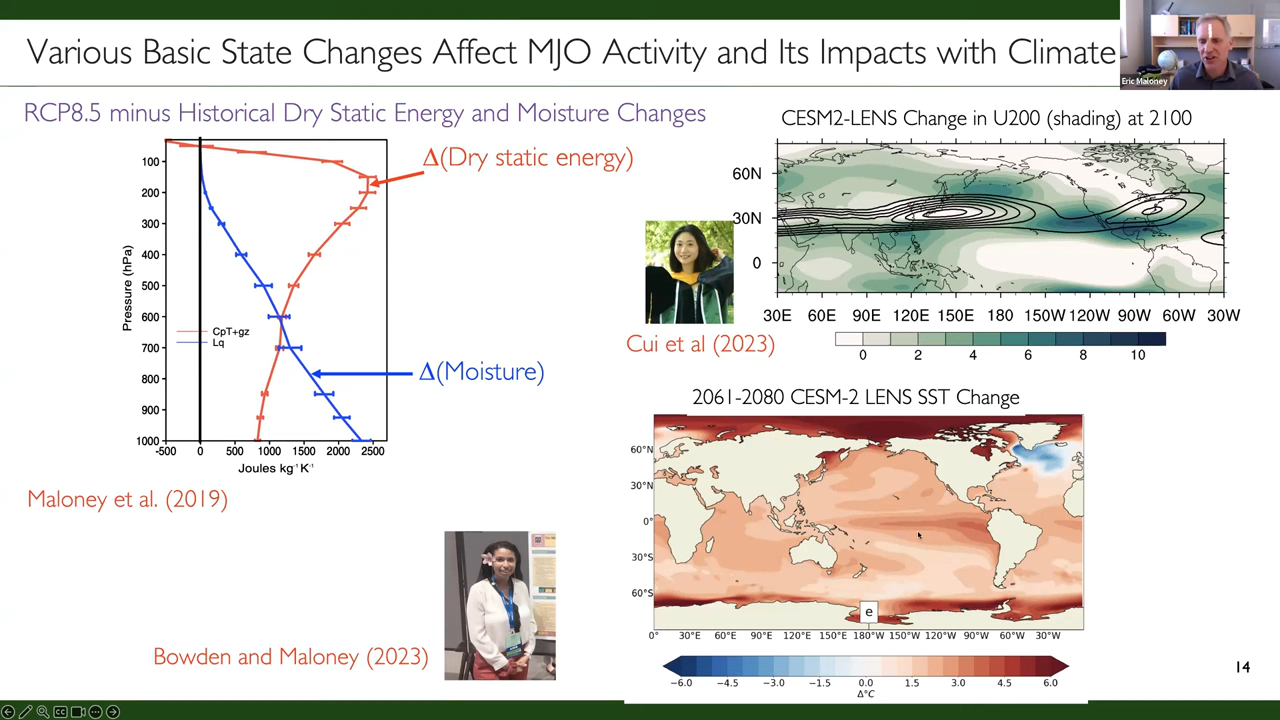 Various Basic State Changes Affect MJO Activity and Its Impacts with Climate
Eric Maloney
RCP8.5 minus Historical Dry Static Energy and Moisture Changes
Δ(Dry static energy)
Δ(Moisture)
Pressure (hPa)
100
200
300
400
500
600
700
800
900
1000
CpT+gz
Lq
-500 0 500 1000 1500 2000 2500
Joules kg⁻¹ K⁻¹
Maloney et al. (2019)
Bowden and Maloney (2023)
CESM2-LENS Change in U200 (shading) at 2100
60N
30N
0
30E 60E 90E 120E 150E 180 150W 120W 90W 60W 30W
0 2 4 6 8 10
Cui et al (2023)
2061-2080 CESM-2 LENS SST Change
60°N
30°N
0°
30°S
60°S
e
0° 30°E 60°E 90°E 120°E 150°E 180°W 150°W 120°W 90°W 60°W 30°W
−6.0 −4.5 −3.0 −1.5 0.0 1.5 3.0 4.5 6.0
Δ°C
14